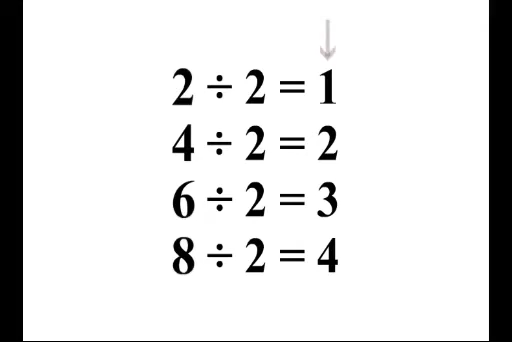 2 ÷ 2 = 1
4 ÷ 2 = 2
6 ÷ 2 = 3
8 ÷ 2 = 4